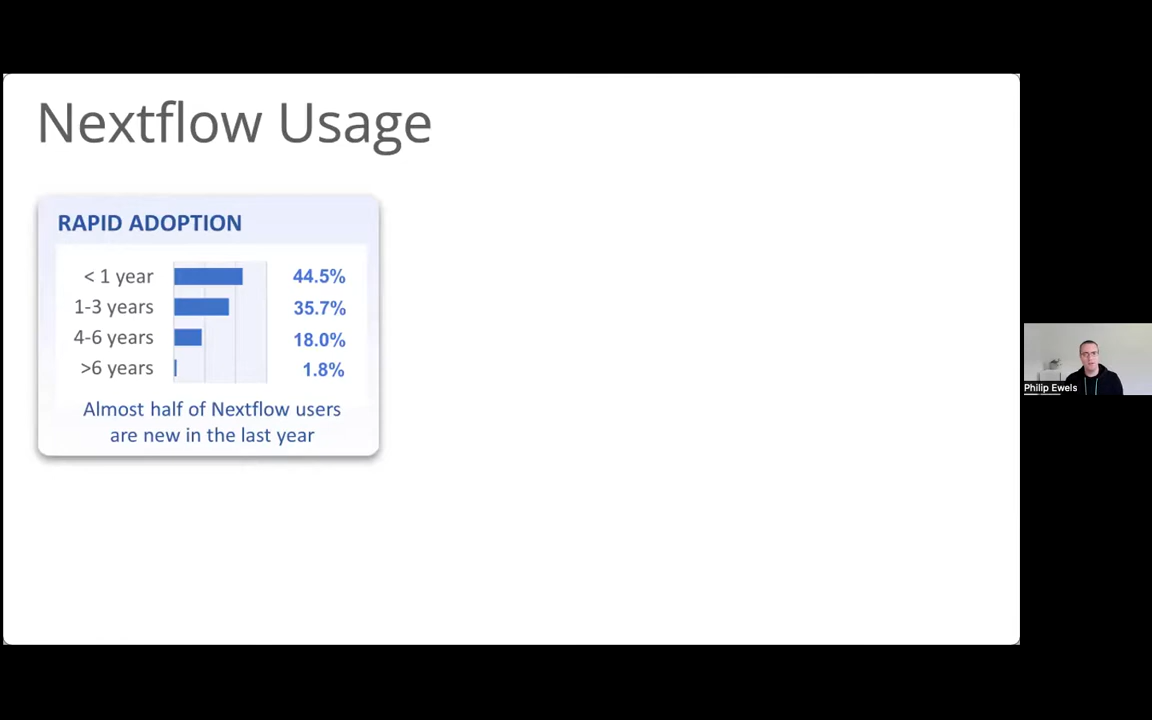 Nextflow Usage
RAPID ADOPTION
< 1 year 44.5%
1-3 years 35.7%
4-6 years 18.0%
>6 years 1.8%
Almost half of Nextflow users
are new in the last year
Philip Ewels